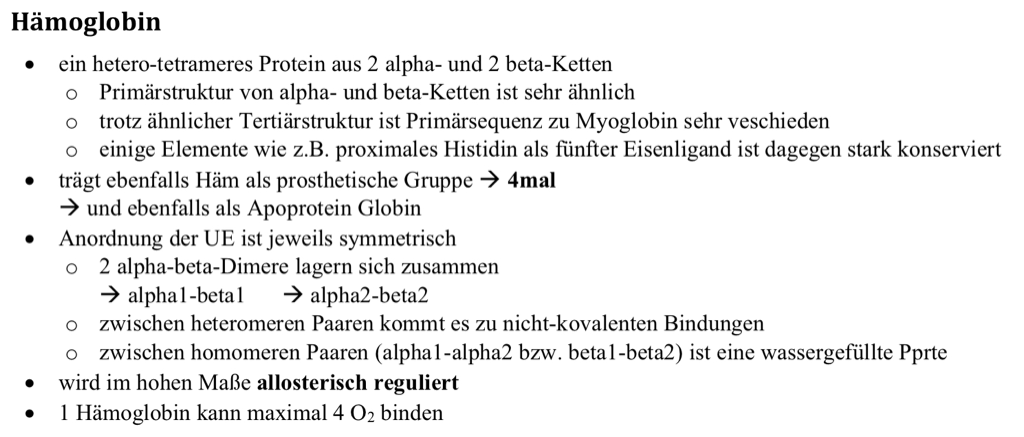 Hämoglobin
• ein hetero-tetrameres Protein aus 2 alpha- und 2 beta-Ketten
o Primärstruktur von alpha- und beta-Ketten ist sehr ähnlich
o trotz ähnlicher Tertiärstruktur ist Primärsequenz zu Myoglobin sehr veschieden
o einige Elemente wie z.B. proximales Histidin als fünfter Eisenligand ist dagegen stark konserviert
• trägt ebenfalls Häm als prosthetische Gruppe → 4mal
→ und ebenfalls als Apoprotein Globin
• Anordnung der UE ist jeweils symmetrisch
o 2 alpha-beta-Dimere lagern sich zusammen
→ alpha1-beta1 → alpha2-beta2
o zwischen heteromeren Paaren kommt es zu nicht-kovalenten Bindungen
o zwischen homomeren Paaren (alpha1-alpha2 bzw. beta1-beta2) ist eine wassergefüllte Pprte
• wird im hohen Maße allosterisch reguliert
• 1 Hämoglobin kann maximal 4 O₂ binden